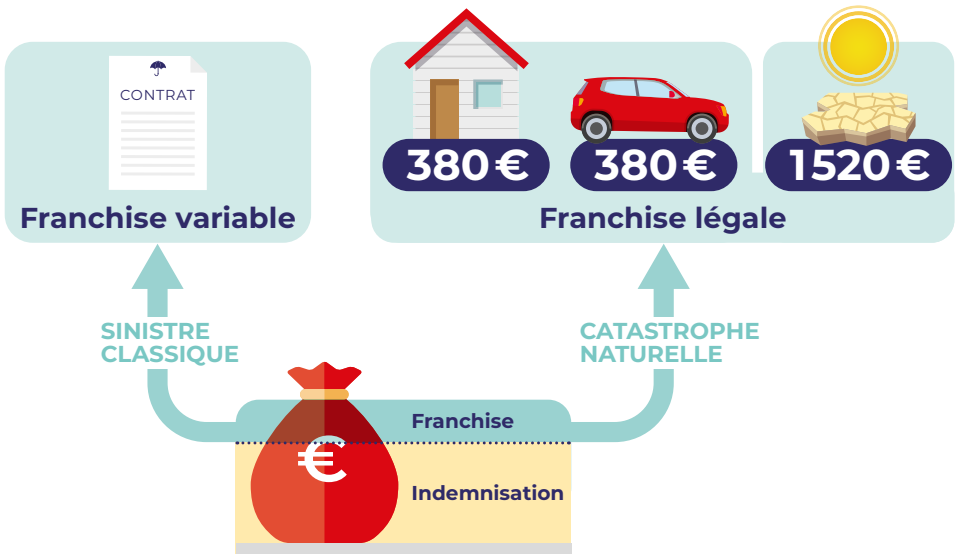 CONTRAT
Franchise variable
380 €
380 €
1520 €
Franchise légale
SINISTRE
CLASSIQUE
CATASTROPHE
NATURELLE
Franchise
€
Indemnisation